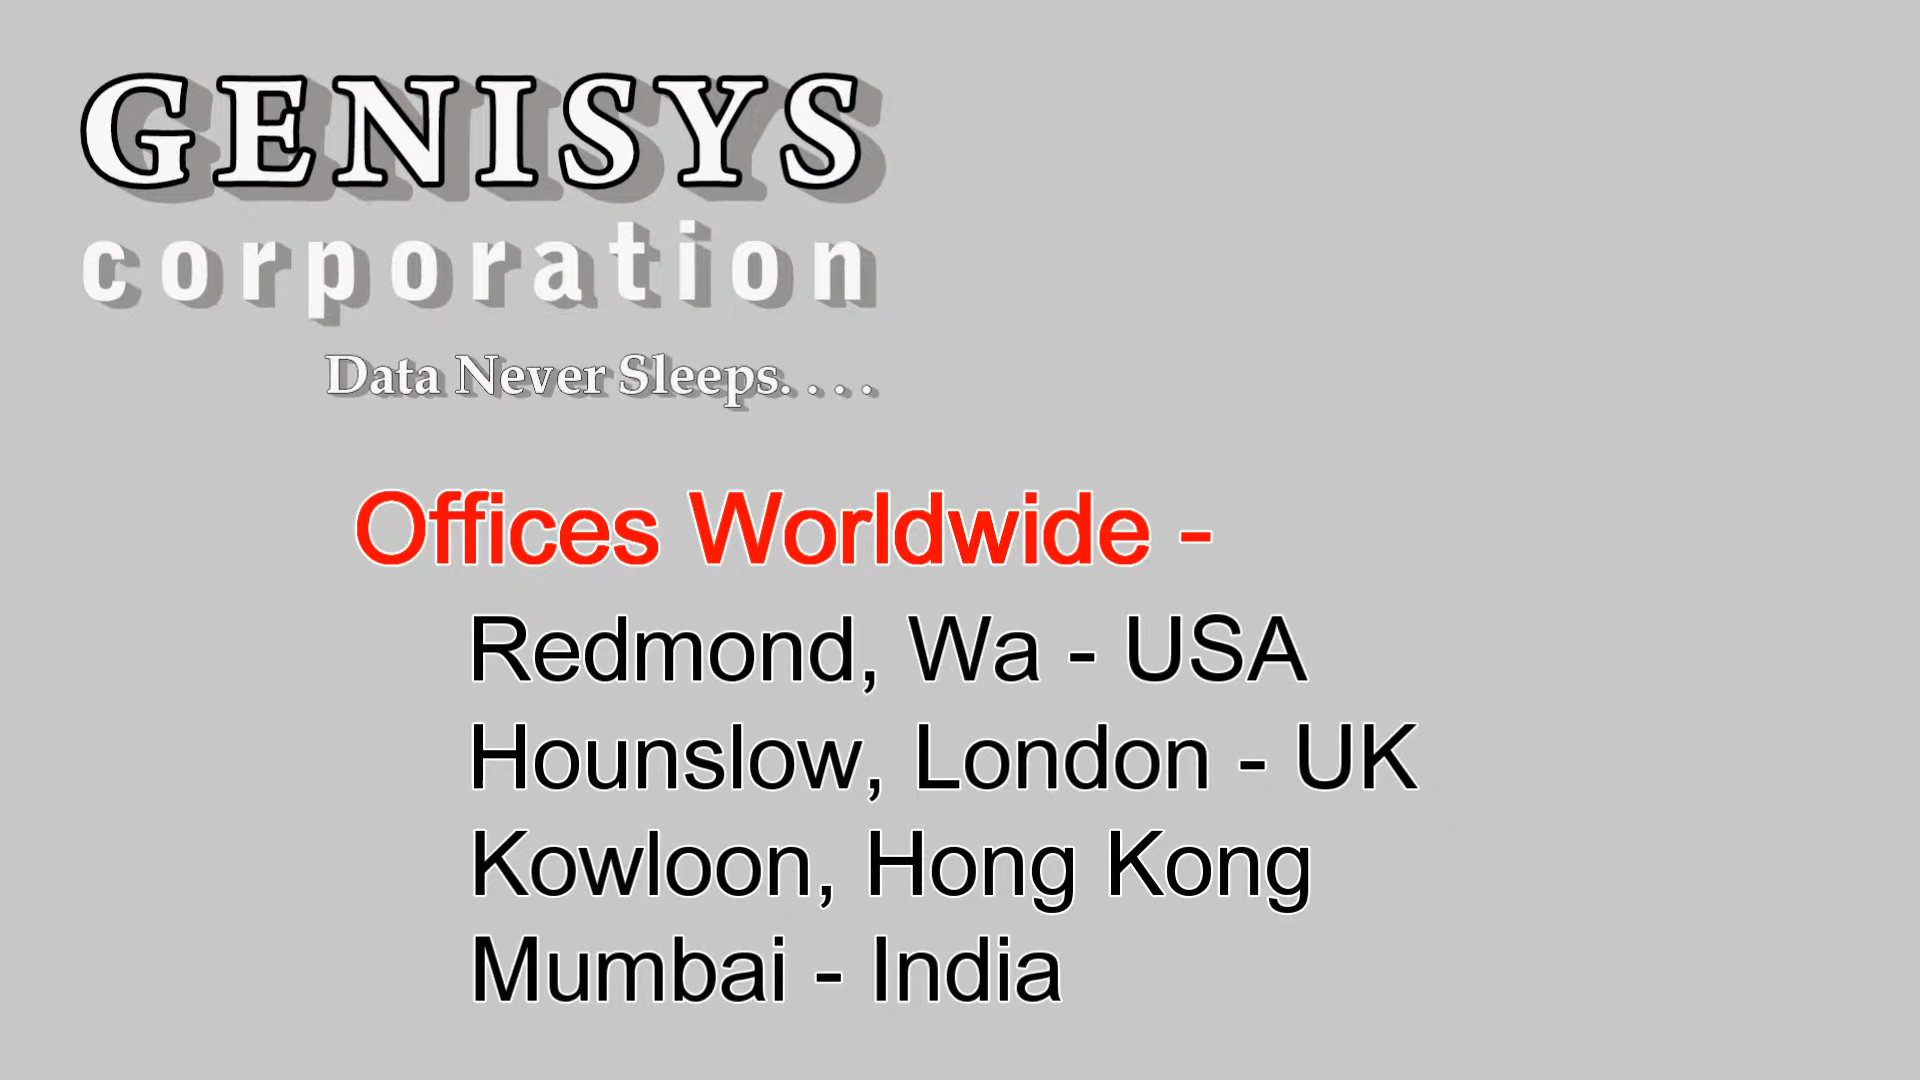 GENISYS
corporation
Data Never Sleeps. . . .
Offices Worldwide -
Redmond, Wa - USA
Hounslow, London - UK
Kowloon, Hong Kong
Mumbai - India